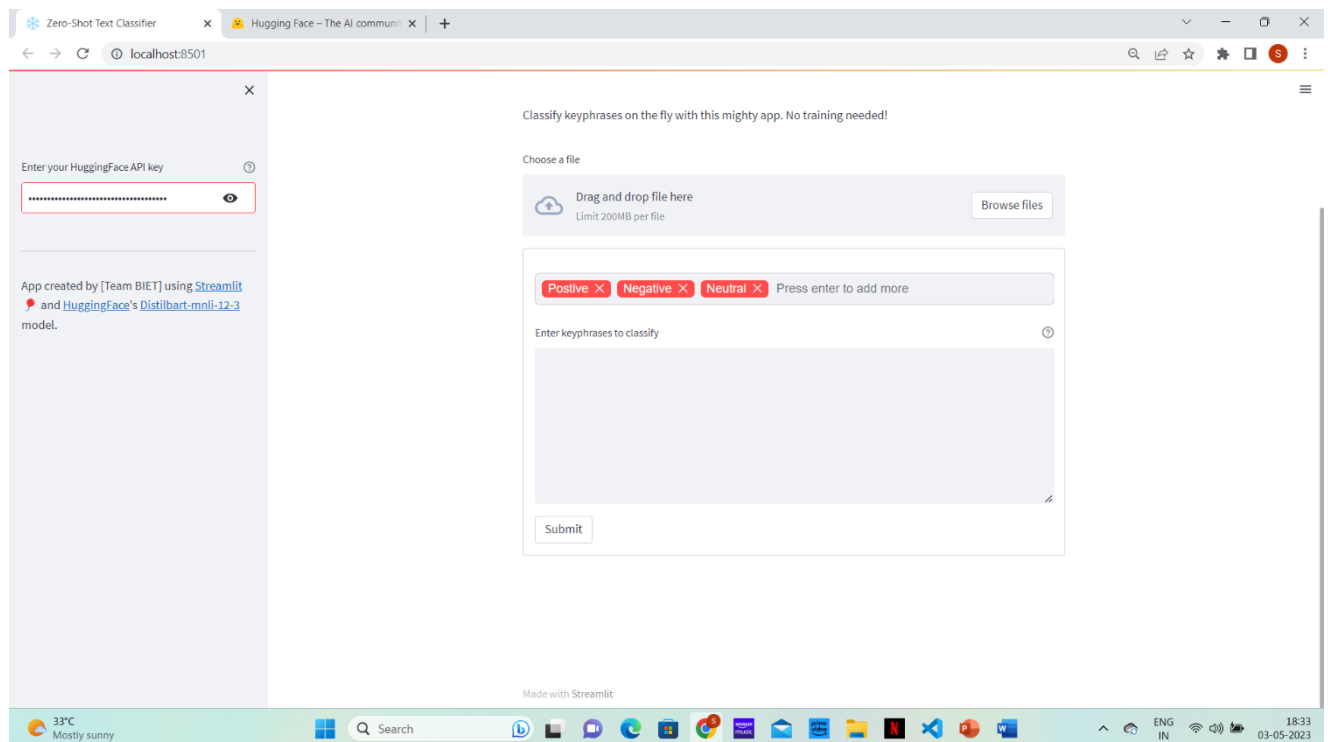 Zero-Shot Text Classifier
Hugging Face – The AI communit
localhost:8501
S
Enter your HuggingFace API key
App created by [Team BIET] using Streamlit
and HuggingFace's Distilbart-mnli-12-3
model.
Classify keyphrases on the fly with this mighty app. No training needed!
Choose a file
Drag and drop file here
Limit 200MB per file
Browse files
Postive Negative Neutral Press enter to add more
Enter keyphrases to classify
Submit
Made with Streamlit
33°C
Mostly sunny
Search
ENG
IN
18:33
03-05-2023